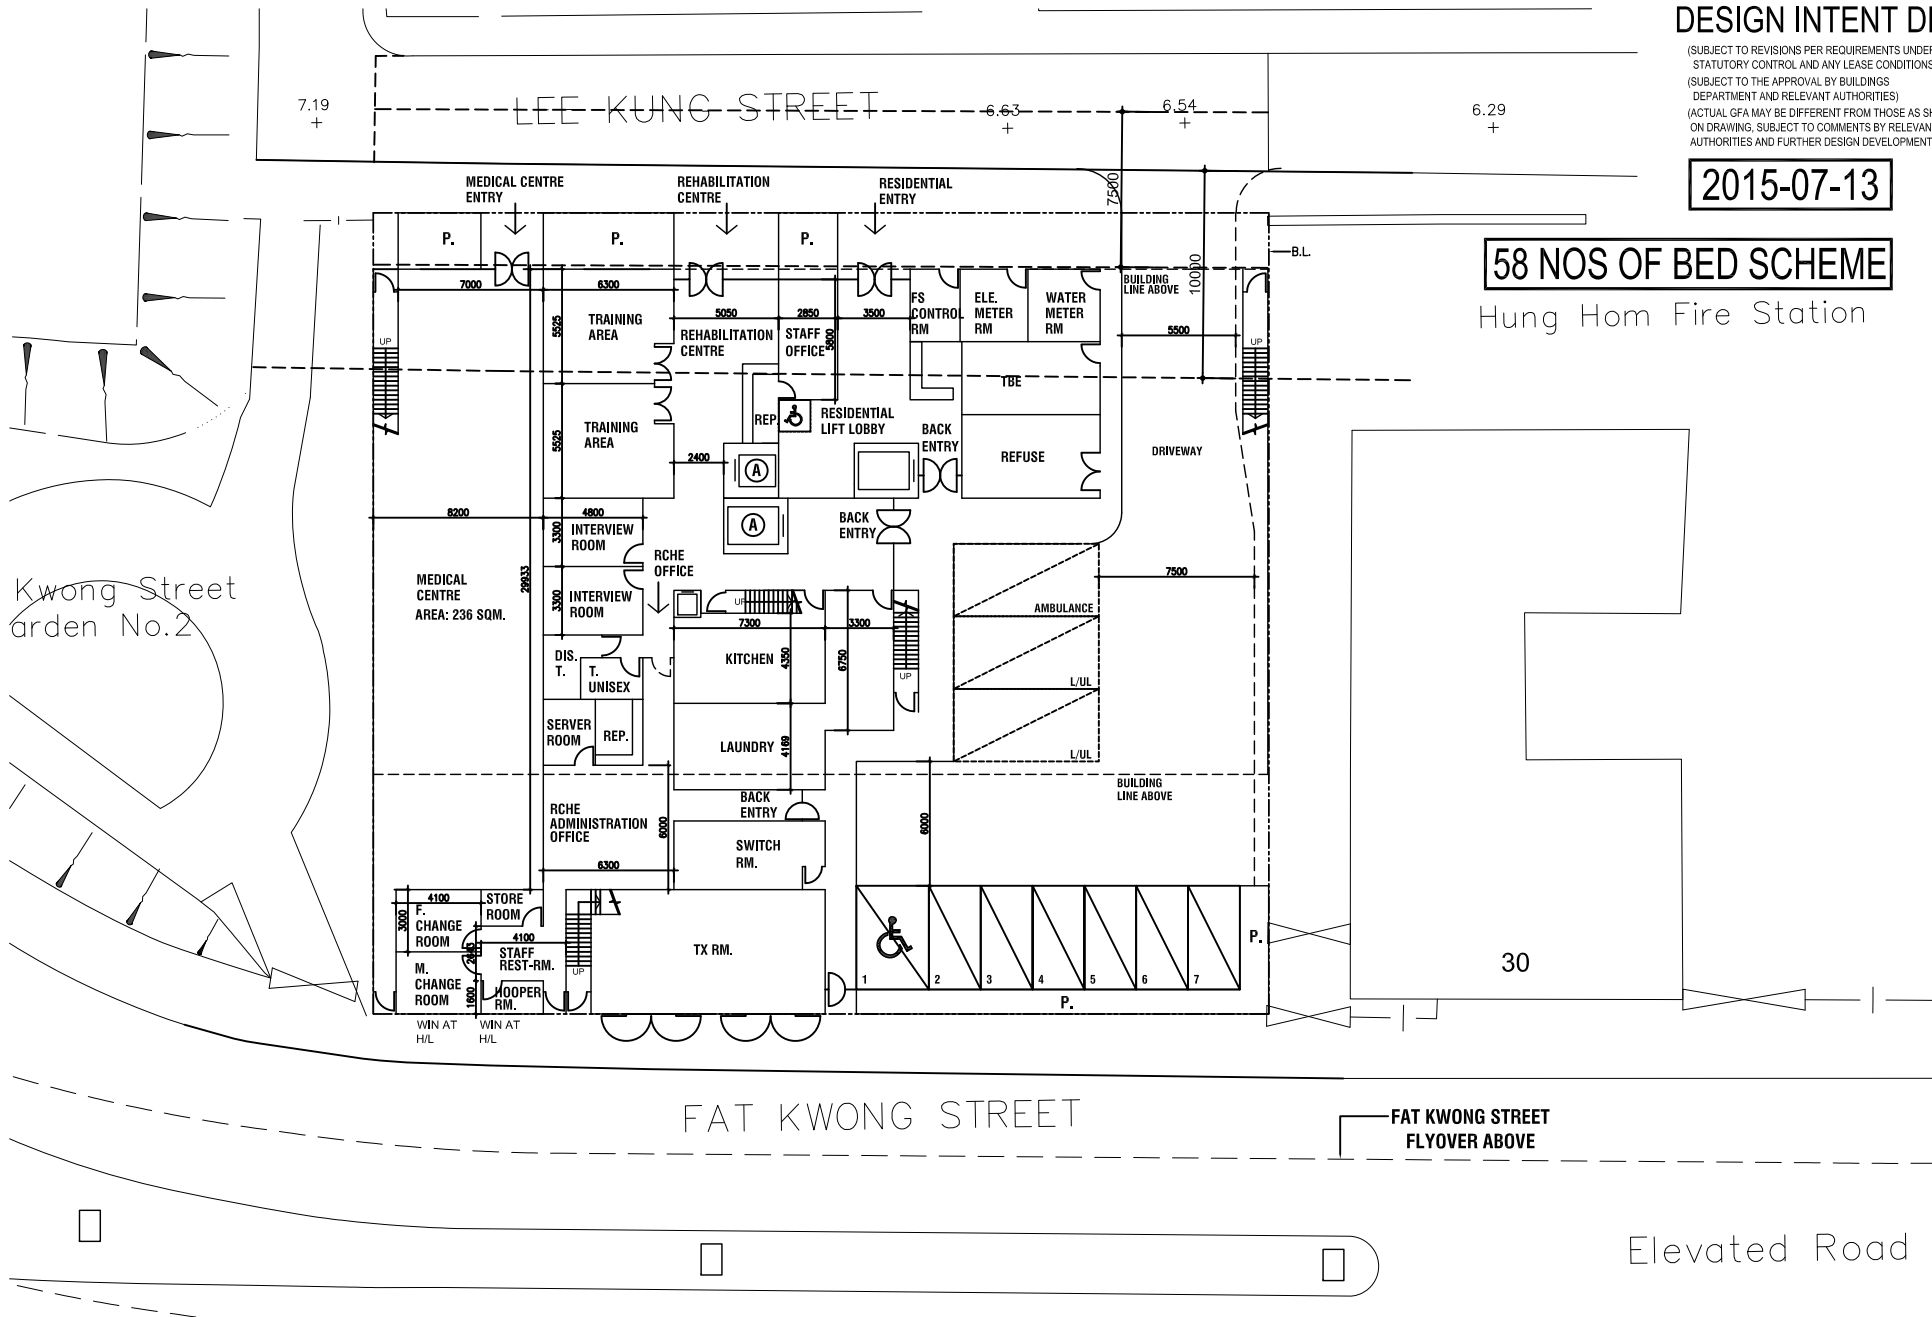 DESIGN INTENT
(SUBJECT TO REVISIONS PER REQUIREMENTS UNDER
STATUTORY CONTROL AND ANY LEASE CONDITIONS
(SUBJECT TO THE APPROVAL BY BUILDINGS
DEPARTMENT AND RELEVANT AUTHORITIES)
(ACTUAL GFA MAY BE DIFFERENT FROM THOSE AS
ON DRAWING, SUBJECT TO COMMENTS BY
AUTHORITIES AND FURTHER DESIGN DEVELOPMENT
2015-07-13
58 NOS OF BED SCHEME
Hung Hom Fire Station
7.19
LEE KUNG STREET
6.63
6.54
6.29
MEDICAL CENTRE
ENTRY
REHABILITATION
CENTRE
RESIDENTIAL
ENTRY
7500
10000
P.
P.
P.
B.L.
7000
6300
5050
2850
3500
5500
UP
5525
TRAINING
AREA
REHABILITATION
CENTRE
STAFF
OFFICE
5800
FS
CONTROL
RM
ELE.
METER
RM
WATER
METER
RM
BUILDING
LINE ABOVE
UP
TBE
5525
TRAINING
AREA
REP.
RESIDENTIAL
LIFT LOBBY
BACK
ENTRY
REFUSE
DRIVEWAY
2400
A
A
8200
4800
3300
INTERVIEW
ROOM
BACK
ENTRY
29933
RCHE
OFFICE
MEDICAL
CENTRE
AREA: 236 SQM.
3300
INTERVIEW
ROOM
UP
7300
3300
7500
AMBULANCE
L/UL
L/UL
Kwong Street
arden No.2
DIS.
T.
T.
UNISEX
KITCHEN
4350
6750
UP
SERVER
ROOM
REP.
LAUNDRY
4169
BUILDING
LINE ABOVE
RCHE
ADMINISTRATION
OFFICE
6000
BACK
ENTRY
6000
SWITCH
RM.
6300
4100
STORE
ROOM
3000
F.
CHANGE
ROOM
4100
STAFF
REST-RM.
M.
CHANGE
ROOM
1600
HOOPER
RM.
UP
TX RM.
1
2
3
4
5
6
7
P.
P.
30
WIN AT
H/L
WIN AT
H/L
FAT KWONG STREET
FAT KWONG STREET
FLYOVER ABOVE
Elevated Road